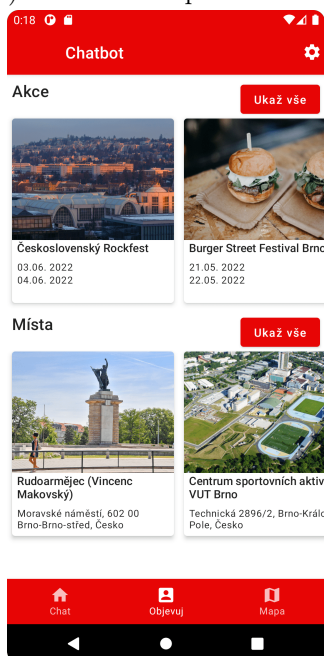 0:18
Chatbot
Akce
Ukaž vše
Československý Rockfest
03.06. 2022
04.06. 2022
Burger Street Festival Brno
21.05. 2022
22.05. 2022
Místa
Ukaž vše
Rudoarmějec (Vincenc
Makovský)
Moravské náměstí, 602 00
Brno-Brno-střed, Česko
Centrum sportovních aktiv
VUT Brno
Technická 2896/2, Brno-Králo
Pole, Česko
Chat
Objevuj
Mapa